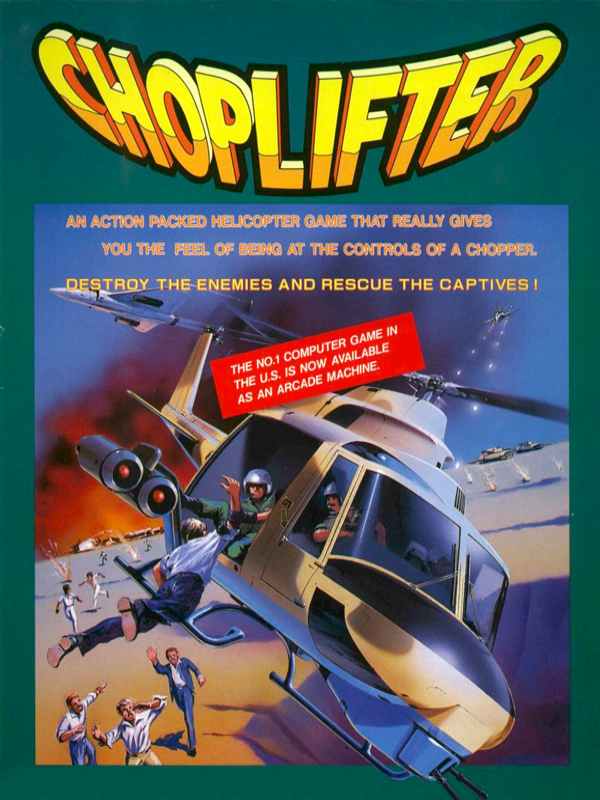 CHOPLIFTER
AN ACTION PACKED HELICOPTER GAME THAT REALLY GIVES
YOU THE FEEL OF BEING AT THE CONTROLS OF A CHOPPER.
DESTROY THE ENEMIES AND RESCUE THE CAPTIVES!
THE NO.1 COMPUTER GAME IN
THE U.S. IS NOW AVAILABLE
AS AN ARCADE MACHINE.